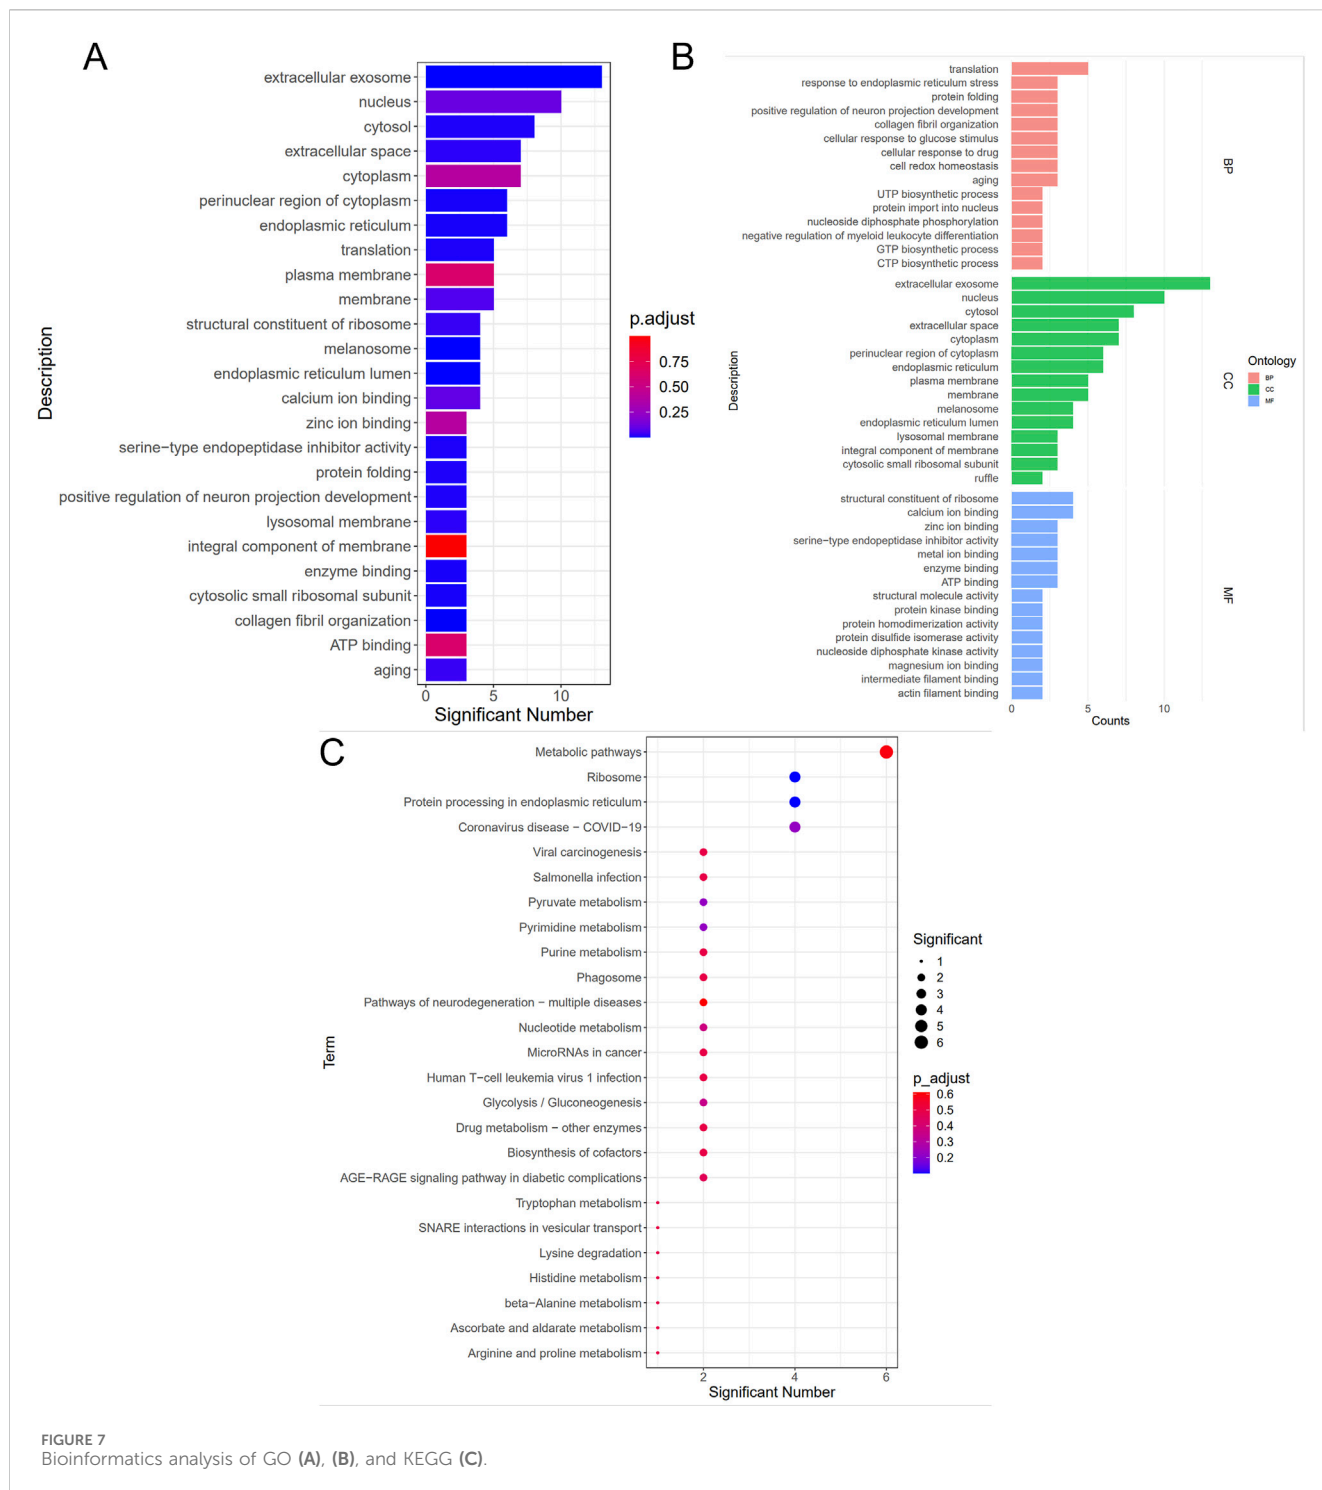 A
Description
extracellular exosome
nucleus
cytosol
extracellular space
cytoplasm
perinuclear region of cytoplasm
endoplasmic reticulum
translation
plasma membrane
membrane
structural constituent of ribosome
melanosome
endoplasmic reticulum lumen
calcium ion binding
zinc ion binding
serine−type endopeptidase inhibitor activity
protein folding
positive regulation of neuron projection development
lysosomal membrane
integral component of membrane
enzyme binding
cytosolic small ribosomal subunit
collagen fibril organization
ATP binding
aging
0 5 10
Significant Number
p.adjust
0.75
0.50
0.25
B
Description
translation
response to endoplasmic reticulum stress
protein folding
positive regulation of neuron projection development
collagen fibril organization
cellular response to glucose stimulus
cellular response to drug
cell redox homeostasis
aging
UTP biosynthetic process
protein import into nucleus
nucleoside diphosphate phosphorylation
negative regulation of myeloid leukocyte differentiation
GTP biosynthetic process
CTP biosynthetic process
BP
extracellular exosome
nucleus
cytosol
extracellular space
cytoplasm
perinuclear region of cytoplasm
endoplasmic reticulum
plasma membrane
membrane
melanosome
endoplasmic reticulum lumen
lysosomal membrane
integral component of membrane
cytosolic small ribosomal subunit
ruffle
CC
structural constituent of ribosome
calcium ion binding
zinc ion binding
serine−type endopeptidase inhibitor activity
metal ion binding
enzyme binding
ATP binding
structural molecule activity
protein kinase binding
protein homodimerization activity
protein disulfide isomerase activity
nucleoside diphosphate kinase activity
magnesium ion binding
intermediate filament binding
actin filament binding
MF
0 5 10
Counts
Ontology
BP
CC
MF
C
Term
Metabolic pathways
Ribosome
Protein processing in endoplasmic reticulum
Coronavirus disease − COVID−19
Viral carcinogenesis
Salmonella infection
Pyruvate metabolism
Pyrimidine metabolism
Purine metabolism
Phagosome
Pathways of neurodegeneration − multiple diseases
Nucleotide metabolism
MicroRNAs in cancer
Human T−cell leukemia virus 1 infection
Glycolysis / Gluconeogenesis
Drug metabolism − other enzymes
Biosynthesis of cofactors
AGE−RAGE signaling pathway in diabetic complications
Tryptophan metabolism
SNARE interactions in vesicular transport
Lysine degradation
Histidine metabolism
beta−Alanine metabolism
Ascorbate and aldarate metabolism
Arginine and proline metabolism
2 4 6
Significant Number
Significant
1
2
3
4
5
6
p_adjust
0.6
0.5
0.4
0.3
0.2
FIGURE 7
Bioinformatics analysis of GO (A), (B), and KEGG (C).